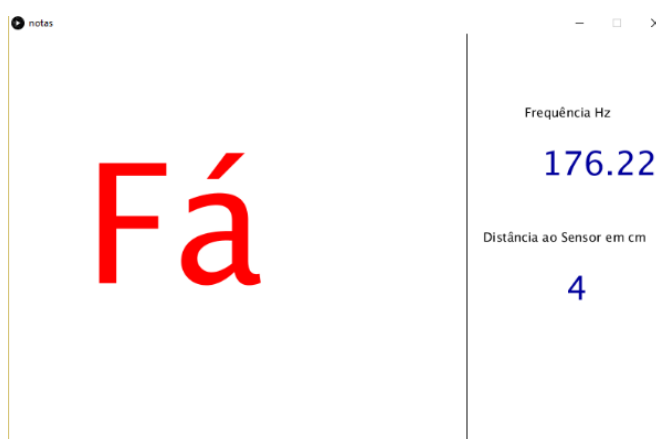 notas
Fá
Frequência Hz
176.22
Distância ao Sensor em cm
4